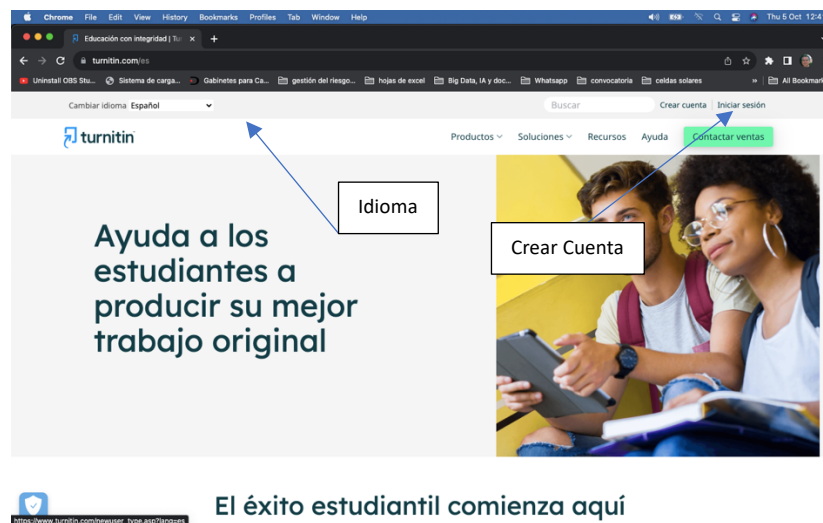 Chrome File Edit View History Bookmarks Profiles Tab Window Help Thu 5 Oct 12:4
Educación con integridad | Tu
turnitin.com/es
Uninstall OBS Stu... Sistema de carga... Gabinetes para Ca... gestión del riesgo... hojas de excel Big Data, IA y doc... Whatsapp convocatoria celdas solares » All Bookmark
Cambiar idioma Español Buscar Crear cuenta Iniciar sesión
turnitin Productos Soluciones Recursos Ayuda Contactar ventas
Idioma
Crear Cuenta
Ayuda a los
estudiantes a
producir su mejor
trabajo original
El éxito estudiantil comienza aquí
https://www.turnitin.com/newuser_type.asp?lang=es